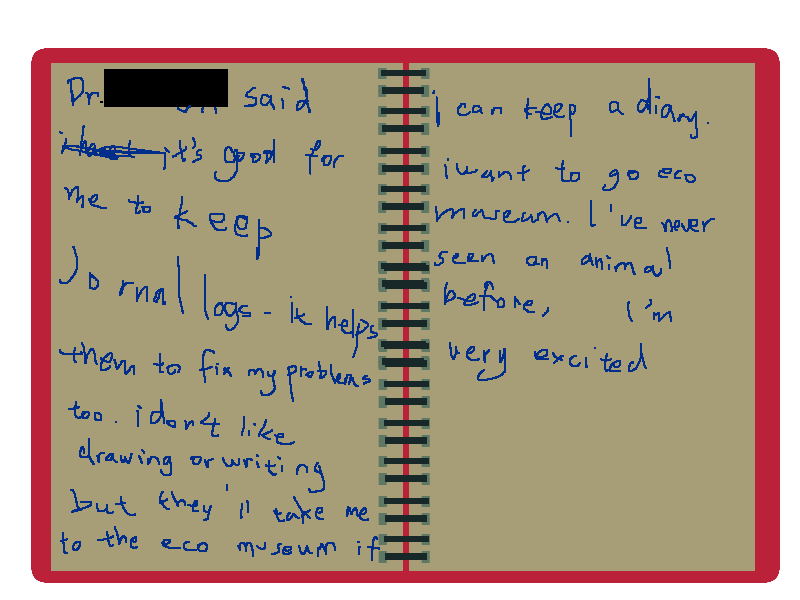 Dr. said
it's good for
me to keep
Jornal logs - it helps
them to fix my problems
too. i don't like
drawing or writing
but they'll take me
to the eco museum if
i can keep a diary.
i want to go eco
museum. I've never
seen an animal
before, I'm
very excited